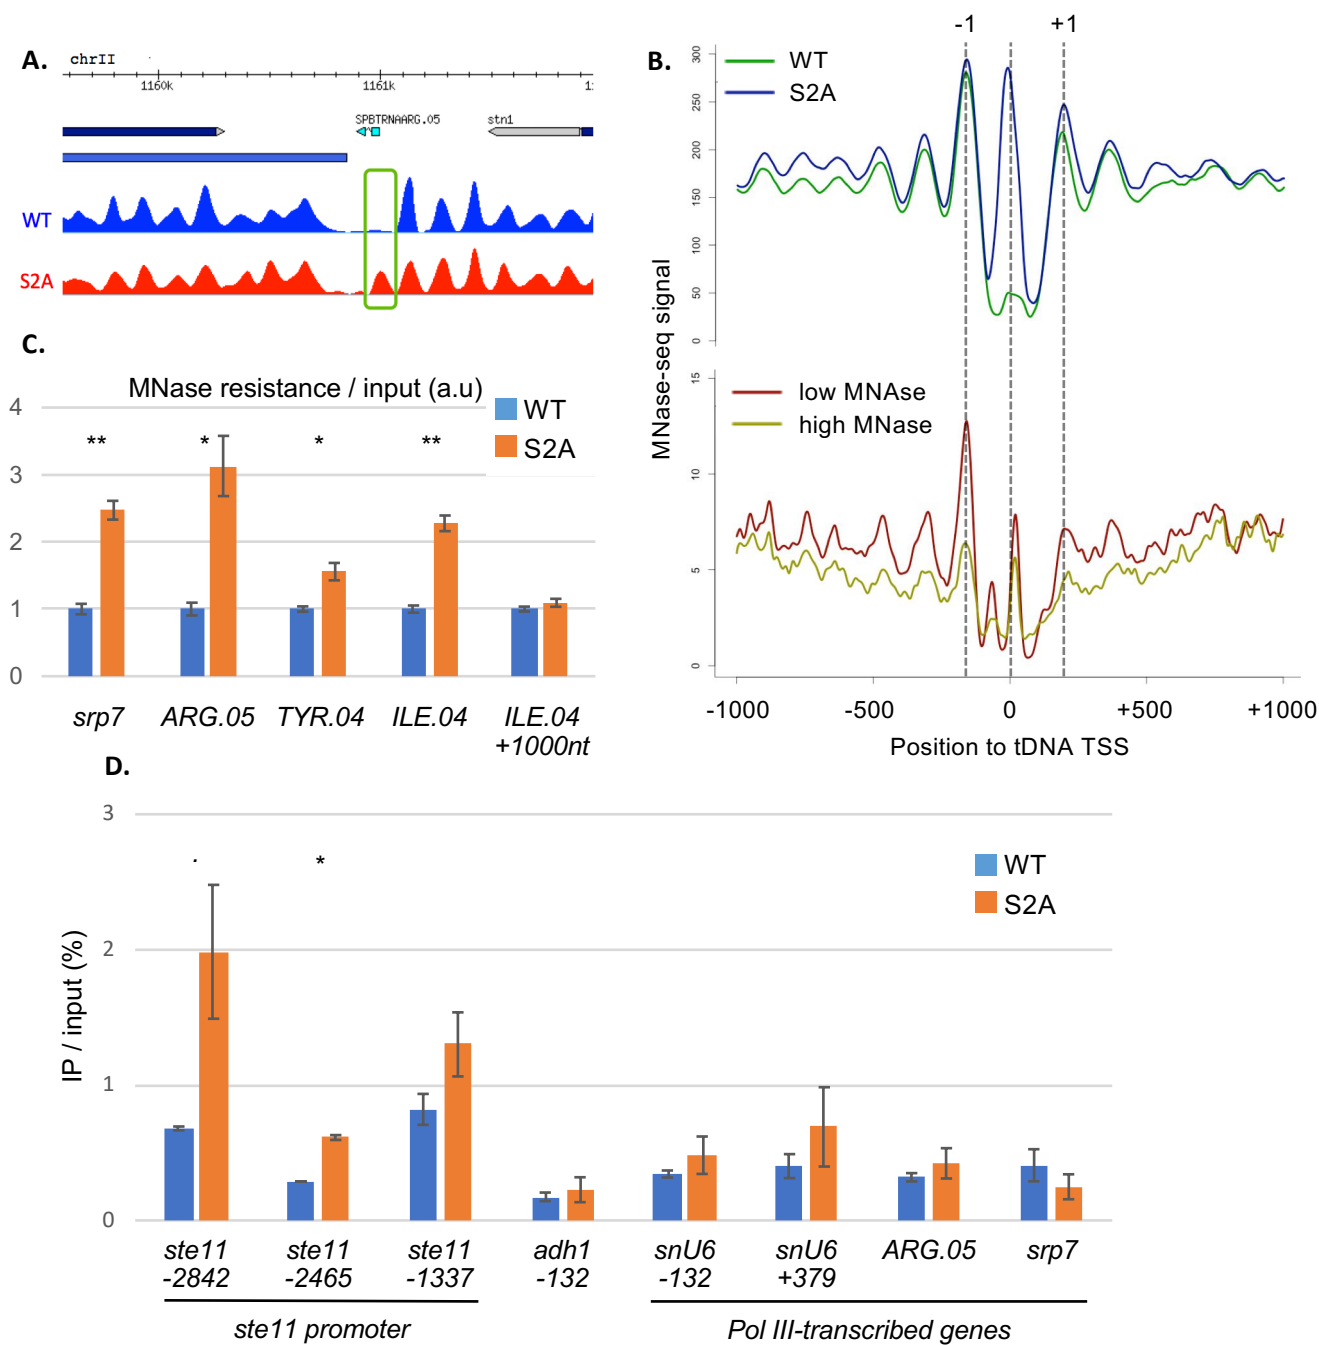 A.
chrII
1160k
1161k
1:
SPBTRNAARG.05
stn1
WT
S2A
B.
-1
+1
WT
S2A
300
250
200
150
100
50
0
MNase-seq signal
15
10
5
0
low MNAse
high MNase
-1000
-500
0
+500
+1000
Position to tDNA TSS
C.
MNase resistance / input (a.u)
WT
S2A
4
3
2
1
0
**
*
*
**
srp7
ARG.05
TYR.04
ILE.04
ILE.04
+1000nt
D.
3
2
1
0
IP / input (%)
.
*
WT
S2A
ste11
-2842
ste11
-2465
ste11
-1337
adh1
-132
snU6
-132
snU6
+379
ARG.05
srp7
ste11 promoter
Pol III-transcribed genes